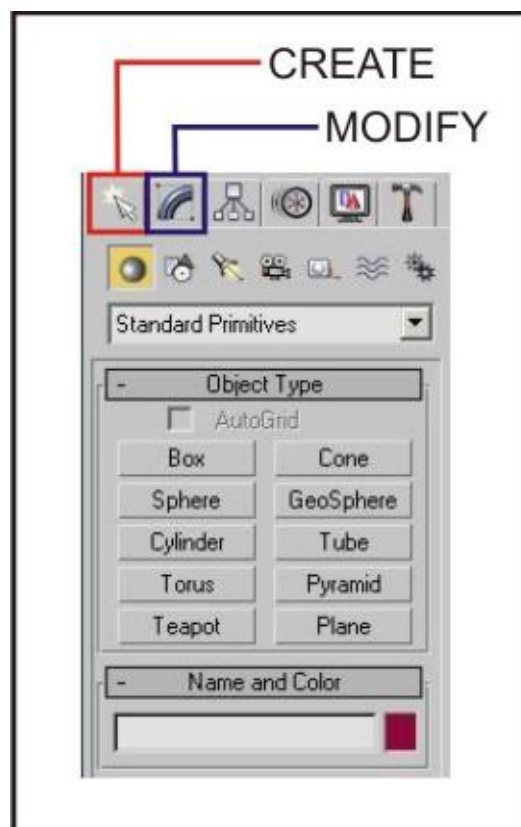 CREATE
MODIFY
Standard Primitives
- Object Type
AutoGrid
Box Cone
Sphere GeoSphere
Cylinder Tube
Torus Pyramid
Teapot Plane
- Name and Color